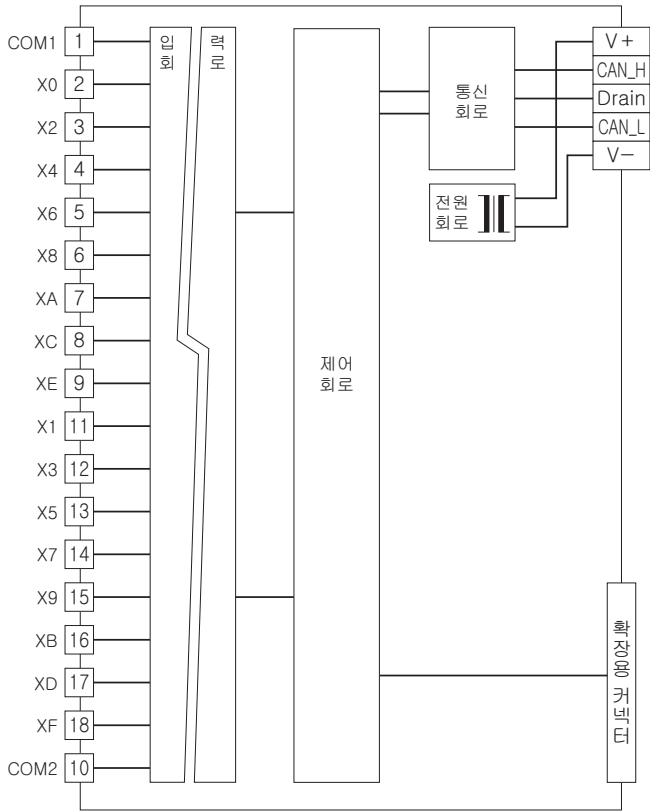 COM1 1
X0 2
X2 3
X4 4
X6 5
X8 6
XA 7
XC 8
XE 9
X1 11
X3 12
X5 13
X7 14
X9 15
XB 16
XD 17
XF 18
COM2 10
입 력
회 로
제어
회로
통신
회로
전원
회로
V+
CAN_H
Drain
CAN_L
V−
확장용 커넥터